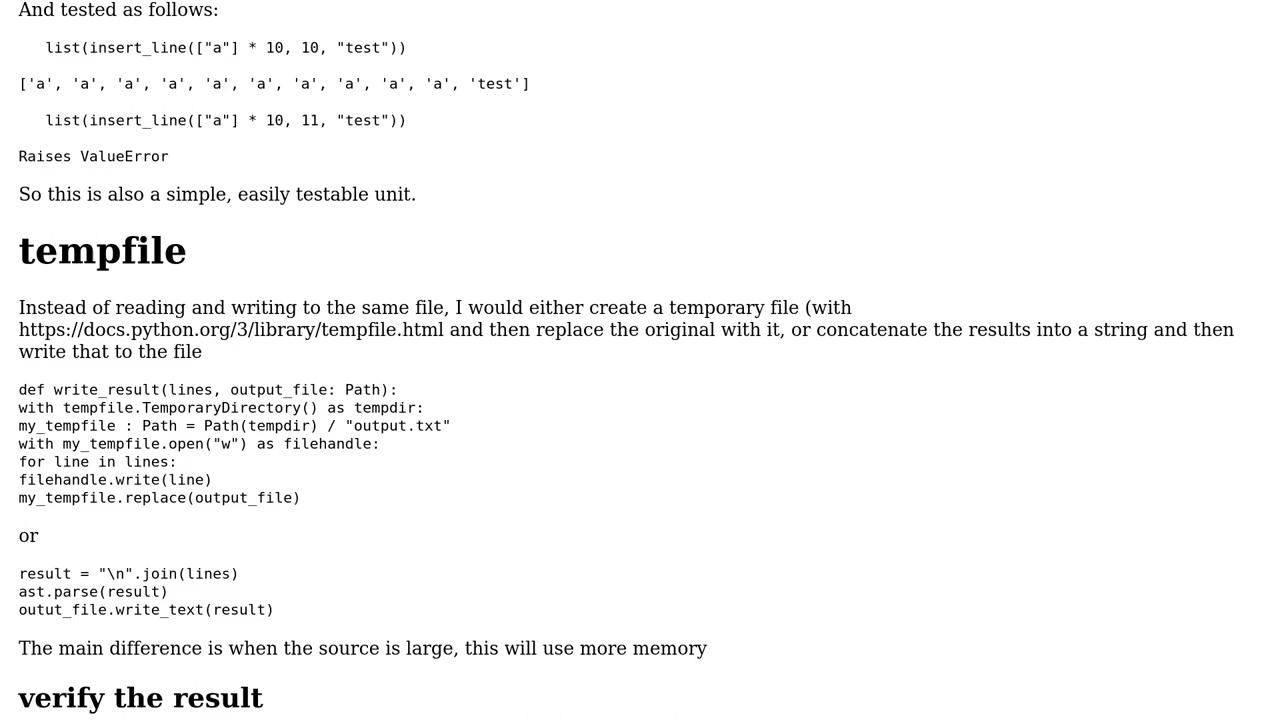 And tested as follows:
list(insert_line(["a"] * 10, 10, "test"))
['a', 'a', 'a', 'a', 'a', 'a', 'a', 'a', 'a', 'a', 'test']
list(insert_line(["a"] * 10, 11, "test"))
Raises ValueError
So this is also a simple, easily testable unit.
tempfile
Instead of reading and writing to the same file, I would either create a temporary file (with
https://docs.python.org/3/library/tempfile.html and then replace the original with it, or concatenate the results into a string and then
write that to the file
def write_result(lines, output_file: Path):
with tempfile.TemporaryDirectory() as tempdir:
my_tempfile : Path = Path(tempdir) / "output.txt"
with my_tempfile.open("w") as filehandle:
for line in lines:
filehandle.write(line)
my_tempfile.replace(output_file)
or
result = "\n".join(lines)
ast.parse(result)
outut_file.write_text(result)
The main difference is when the source is large, this will use more memory
verify the result